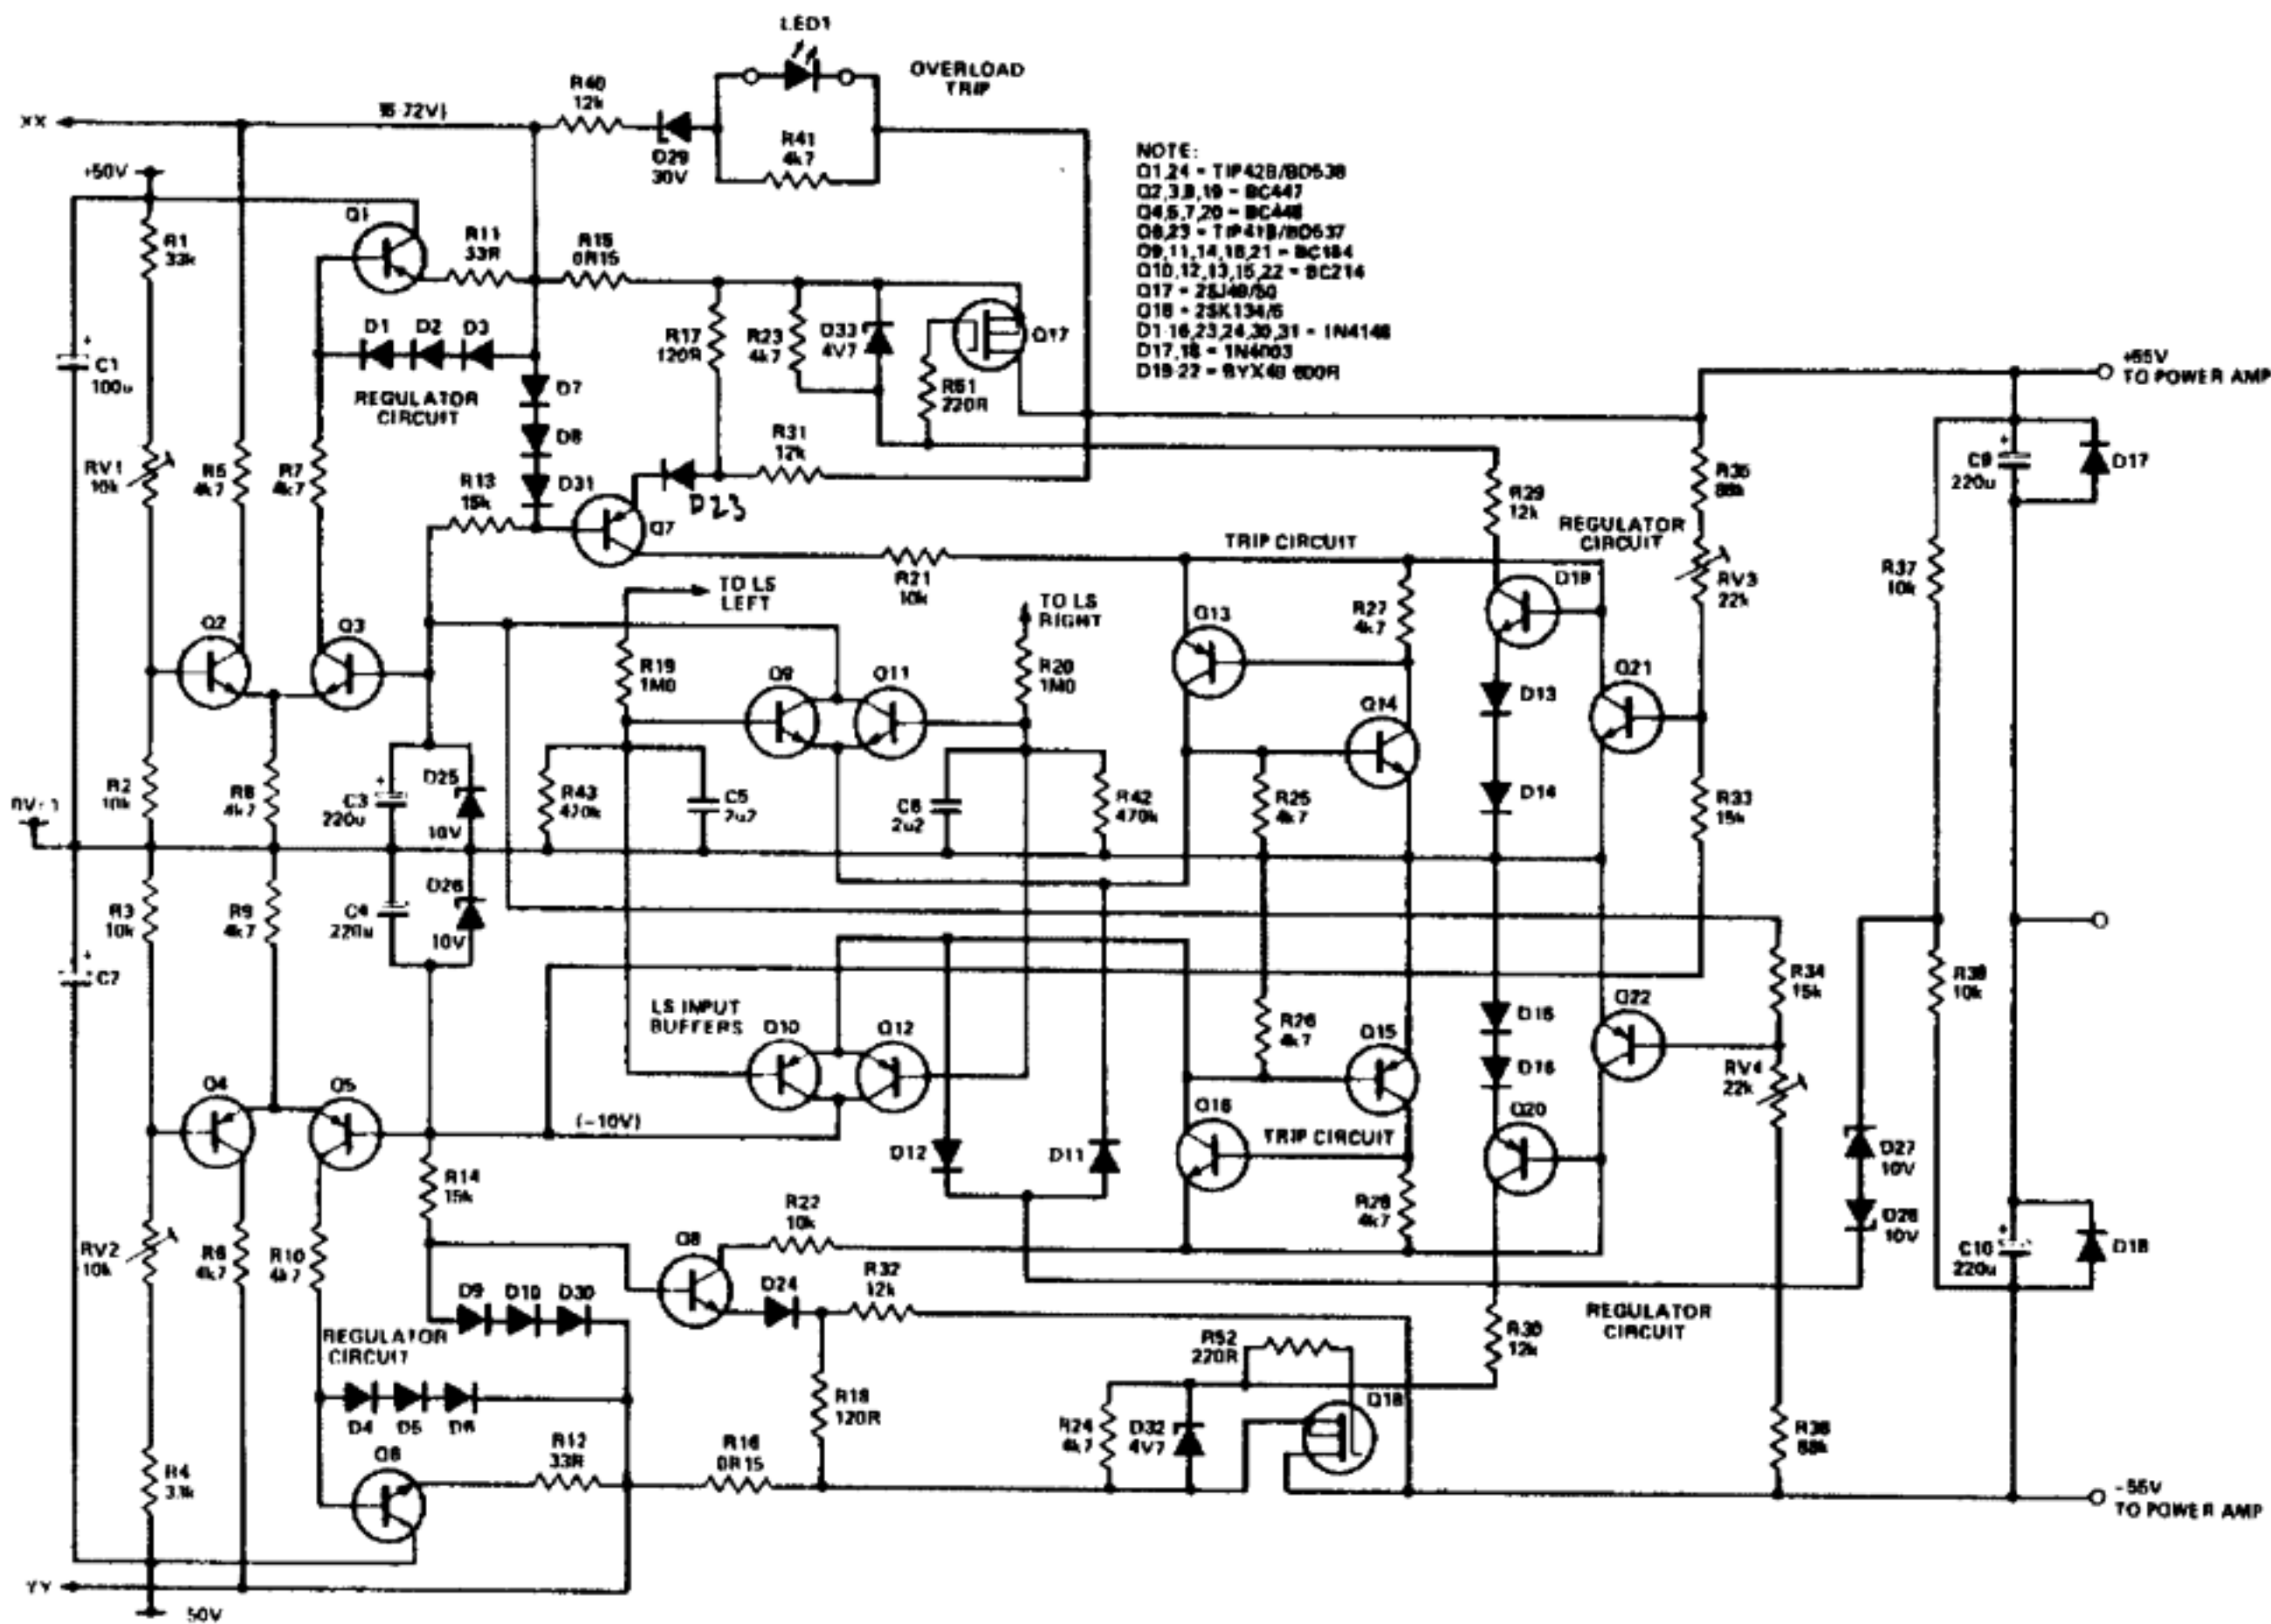 LED1
OVERLOAD
TRIP
R40
12k
XX
D29
30V
R41
4k7
+50V
NOTE:
Q1,24 = TIP42B/BD538
Q2,3,8,19 = BC447
Q4,5,7,20 = BC448
Q6,23 = TIP41B/BD537
Q9,11,14,16,21 = BC184
Q10,12,13,15,22 = BC214
Q17 = 2SJ49/50
Q18 = 2SK134/5
D1-16,23,24,30,31 = 1N4148
D17,18 = 1N4003
D19-22 = BYX48-600R
Q1
R1
33k
R11
33R
R15
0R15
D1
D2
D3
REGULATOR
CIRCUIT
C1
100u
D7
D8
D31
R17
120R
R23
4k7
D33
4V7
Q17
R51
220R
R31
12k
D23
+55V
TO POWER AMP
RV1
10k
R5
4k7
R7
4k7
R13
15k
Q7
R29
12k
R35
68k
C9
220u
D17
REGULATOR
CIRCUIT
TRIP CIRCUIT
R21
10k
TO LS
LEFT
TO LS
RIGHT
R37
10k
RV3
22k
D19
Q13
R27
4k7
Q2
Q3
R19
1M0
Q9
Q11
R20
1M0
Q14
D13
Q21
R2
10k
R8
4k7
C3
220u
D25
10V
R43
470k
C5
2u2
C6
2u2
R42
470k
R25
4k7
D14
R33
15k
R3
10k
R9
4k7
C4
220u
D26
10V
C2
LS INPUT
BUFFERS
Q10
Q12
R26
4k7
Q15
D15
D16
Q22
R34
15k
R38
10k
Q4
Q5
(-10V)
D12
D11
Q16
TRIP CIRCUIT
Q20
RV4
22k
D27
10V
D28
10V
R14
15k
R22
10k
R28
4k7
RV2
10k
R6
4k7
R10
4k7
Q8
D24
R32
12k
C10
220u
D18
D9
D10
D30
REGULATOR
CIRCUIT
REGULATOR
CIRCUIT
D4
D5
D6
R18
120R
R52
220R
R30
12k
Q18
R24
4k7
D32
4V7
R36
68k
R4
33k
Q6
R12
33R
R16
0R15
-55V
TO POWER AMP
YY
50V